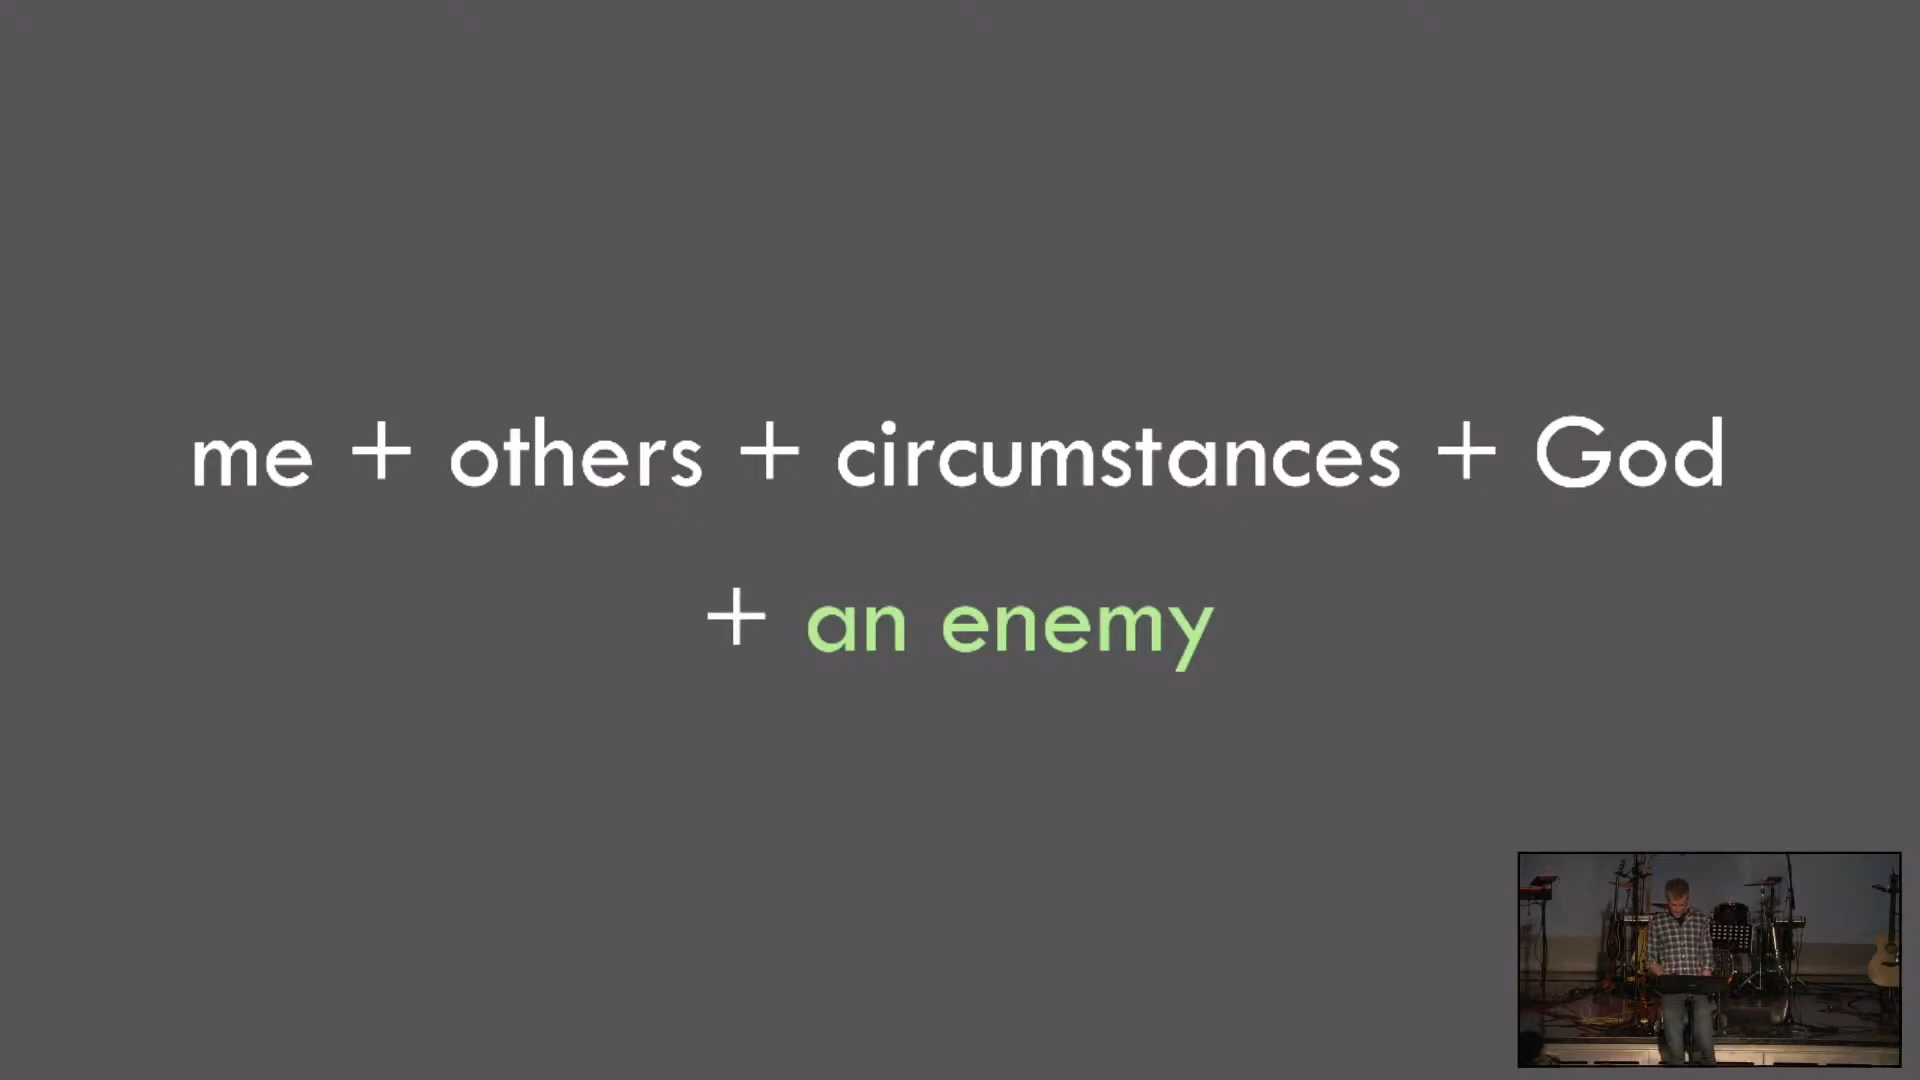 me + others + circumstances + God
+ an enemy